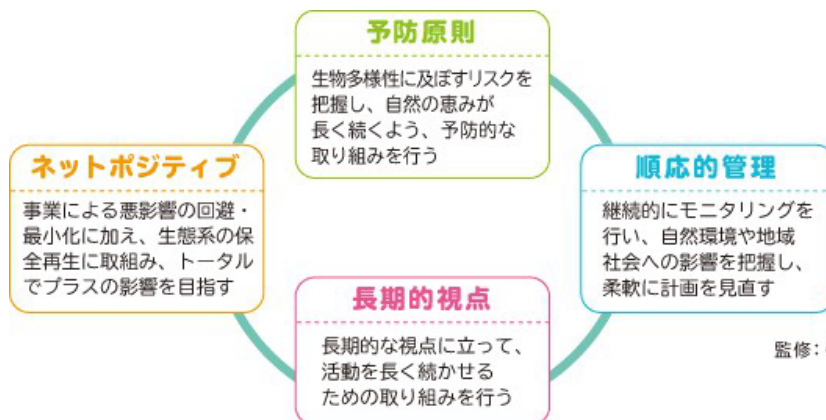 予防原則
生物多様性に及ぼすリスクを
把握し、自然の恵みが
長く続くよう、予防的な
取り組みを行う
ネットポジティブ
事業による悪影響の回避・
最小化に加え、生態系の保
全再生に取組み、トータル
でプラスの影響を目指す
順応的管理
継続的にモニタリングを
行い、自然環境や地域
社会への影響を把握し、
柔軟に計画を見直す
長期的視点
長期的な視点に立って、
活動を長く続かせる
ための取り組みを行う
監修：